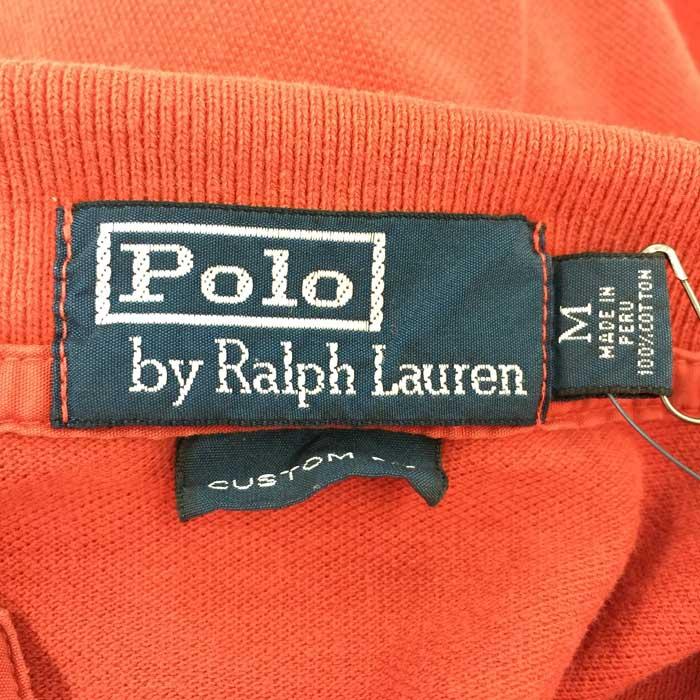 Polo
by Ralph Lauren
M
MADE IN
PERU
100% COTTON
CUSTOM